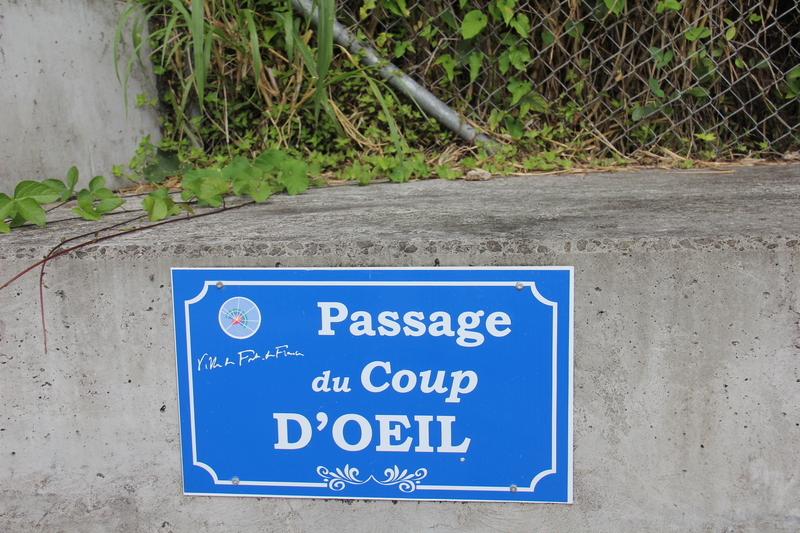 Passage
Ville de Fort-de-France
du Coup
D'OEIL